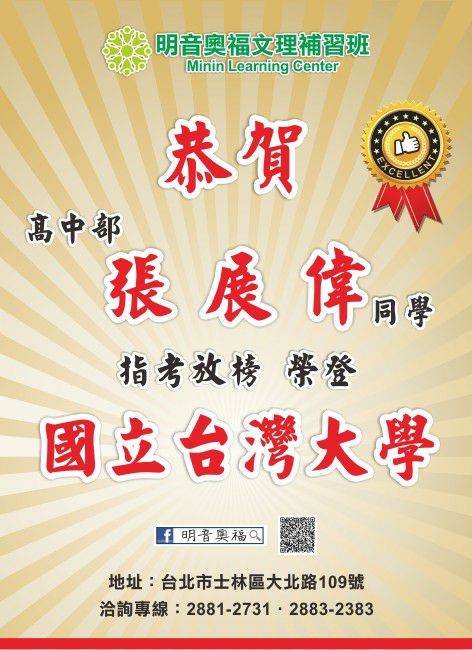 明音奧福文理補習班
Minin Learning Center
恭賀
EXCELLENT
高中部
張展偉同學
指考放榜 榮登
國立台灣大學
f 明音奧福
地址：台北市士林區大北路109號
洽詢專線：2881-2731．2883-2383